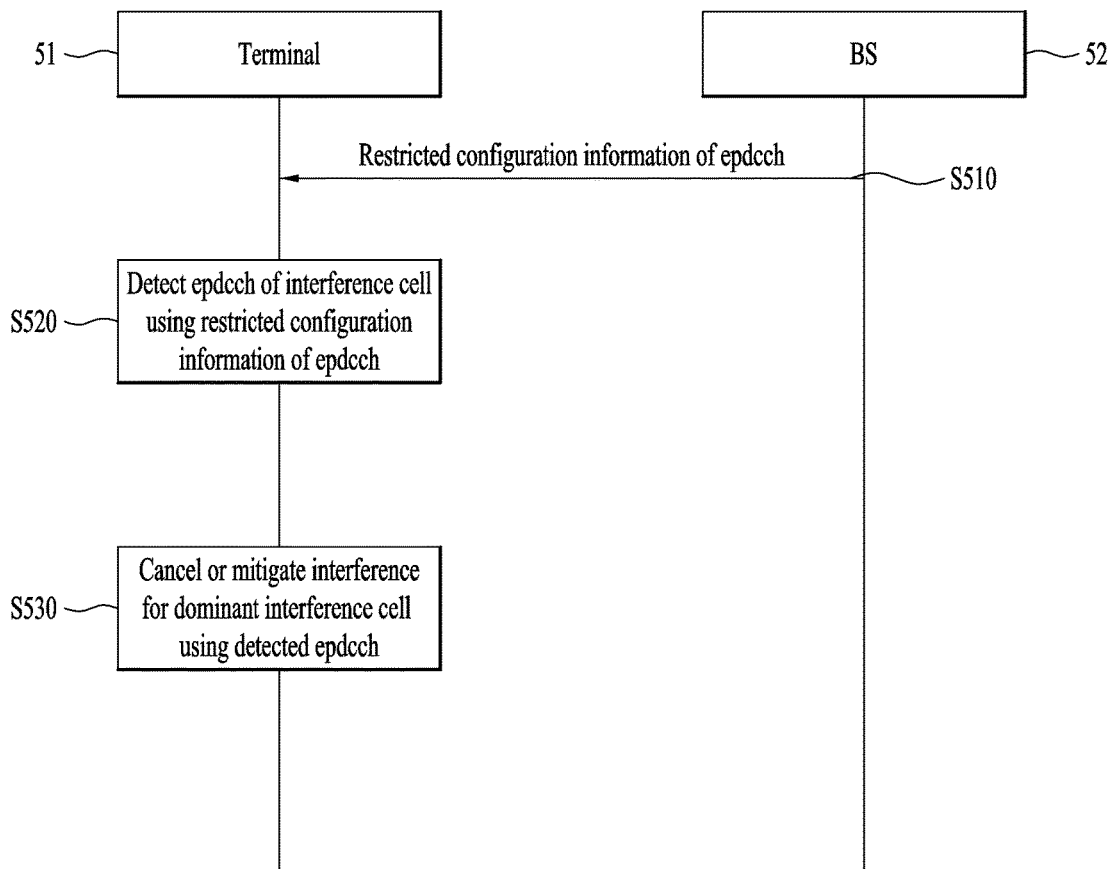 51
Terminal
BS
52
Restricted configuration information of epdcch
S510
Detect epdcch of interference cell
using restricted configuration
information of epdcch
S520
Cancel or mitigate interference
for dominant interference cell
using detected epdcch
S530